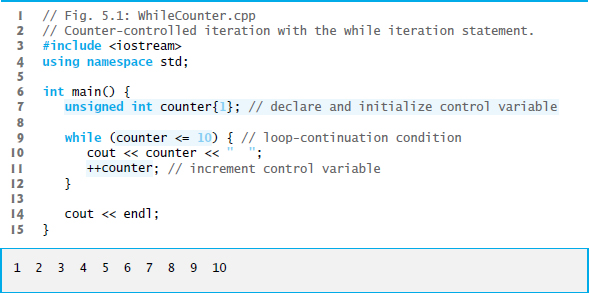 1 // Fig. 5.1: WhileCounter.cpp
2 // Counter-controlled iteration with the while iteration statement.
3 #include <iostream>
4 using namespace std;
5
6 int main() {
7    unsigned int counter{1}; // declare and initialize control variable
8
9    while (counter <= 10) { // loop-continuation condition
10       cout << counter << "  ";
11       ++counter; // increment control variable
12    }
13
14    cout << endl;
15 }
1 2 3 4 5 6 7 8 9 10